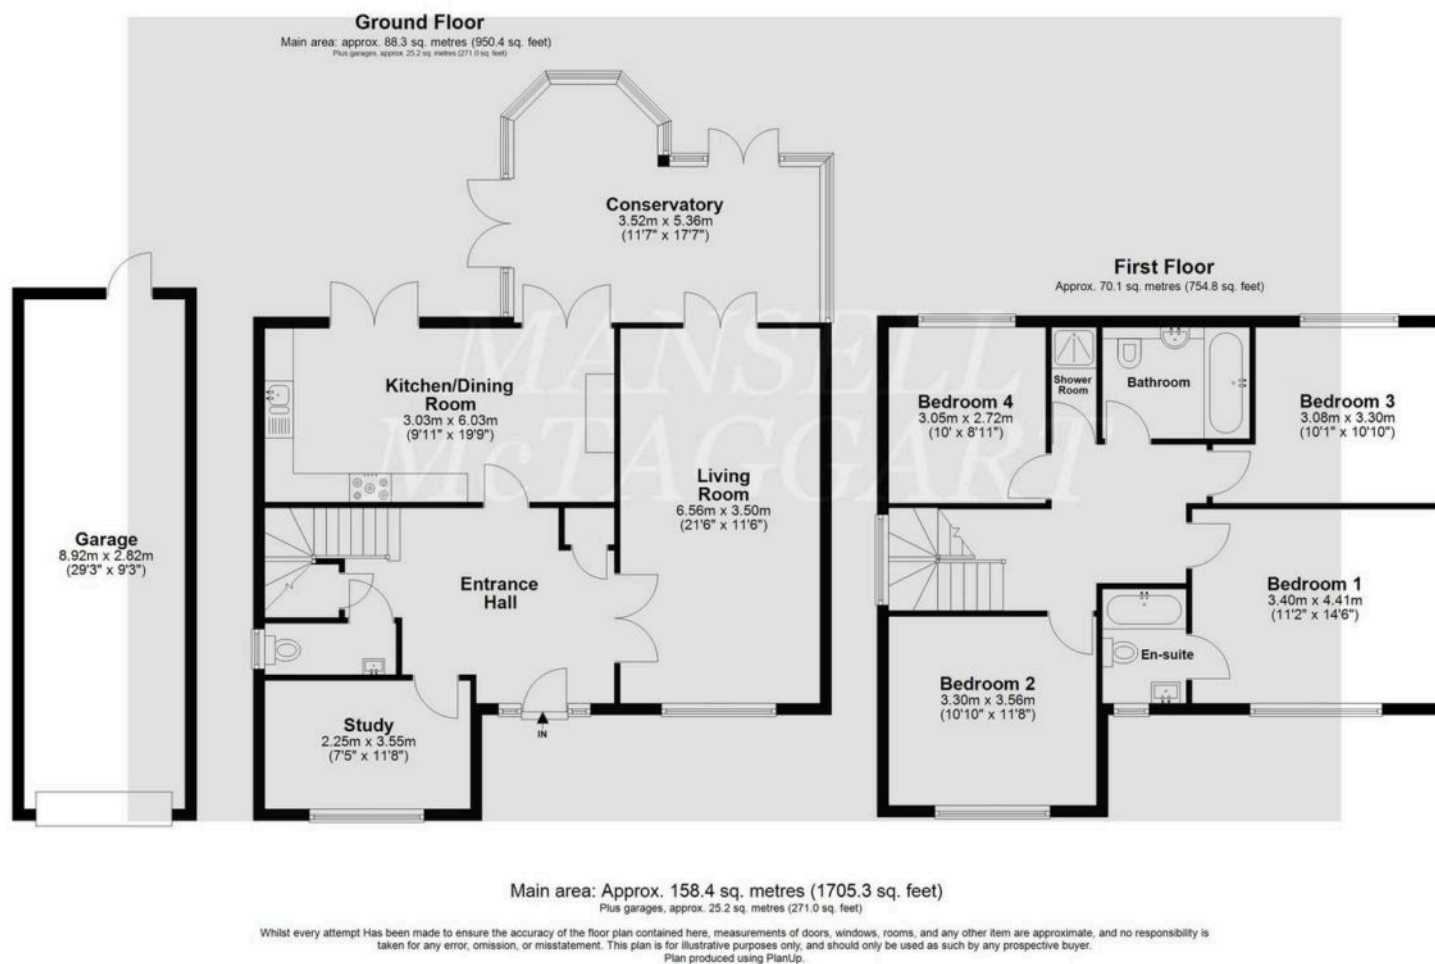 Ground Floor
Main area: approx. 88.3 sq. metres (950.4 sq. feet)
Plus garages, approx. 25.2 sq. metres (271.0 sq. feet)
Conservatory
3.52m x 5.36m
(11'7" x 17'7")
First Floor
Approx. 70.1 sq. metres (754.8 sq. feet)
MANSELL
McTAGGART
Kitchen/Dining
Room
3.03m x 6.03m
(9'11" x 19'9")
Living
Room
6.56m x 3.50m
(21'6" x 11'6")
Garage
8.92m x 2.82m
(29'3" x 9'3")
Entrance
Hall
Study
2.25m x 3.55m
(7'5" x 11'8")
IN
Bedroom 4
3.05m x 2.72m
(10' x 8'11")
Shower
Room
Bathroom
Bedroom 3
3.08m x 3.30m
(10'1" x 10'10")
Bedroom 1
3.40m x 4.41m
(11'2" x 14'6")
En-suite
Bedroom 2
3.30m x 3.56m
(10'10" x 11'8")
Main area: Approx. 158.4 sq. metres (1705.3 sq. feet)
Plus garages, approx. 25.2 sq. metres (271.0 sq. feet)
Whilst every attempt Has been made to ensure the accuracy of the floor plan contained here, measurements of doors, windows, rooms, and any other item are approximate, and no responsibility is
taken for any error, omission, or misstatement. This plan is for illustrative purposes only, and should only be used as such by any prospective buyer.
Plan produced using PlanUp.